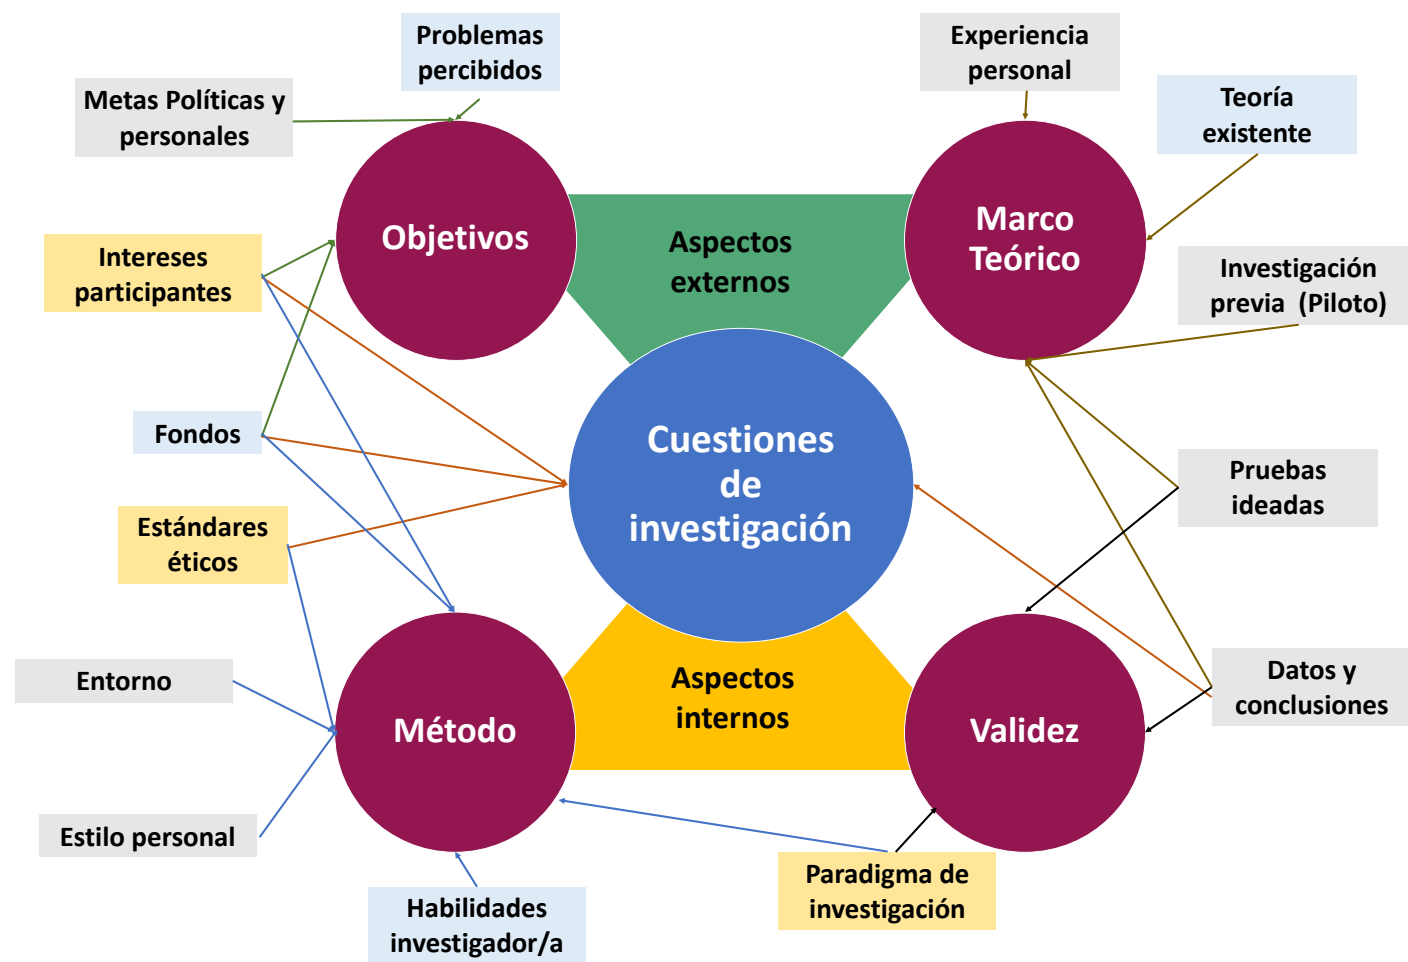 Problemas
percibidos
Experiencia
personal
Metas Políticas y
personales
Teoría
existente
Objetivos
Aspectos
externos
Marco
Teórico
Intereses
participantes
Investigación
previa  (Piloto)
Fondos
Cuestiones
de
investigación
Pruebas
ideadas
Estándares
éticos
Entorno
Aspectos
internos
Datos y
conclusiones
Método
Validez
Estilo personal
Paradigma de
investigación
Habilidades
investigador/a